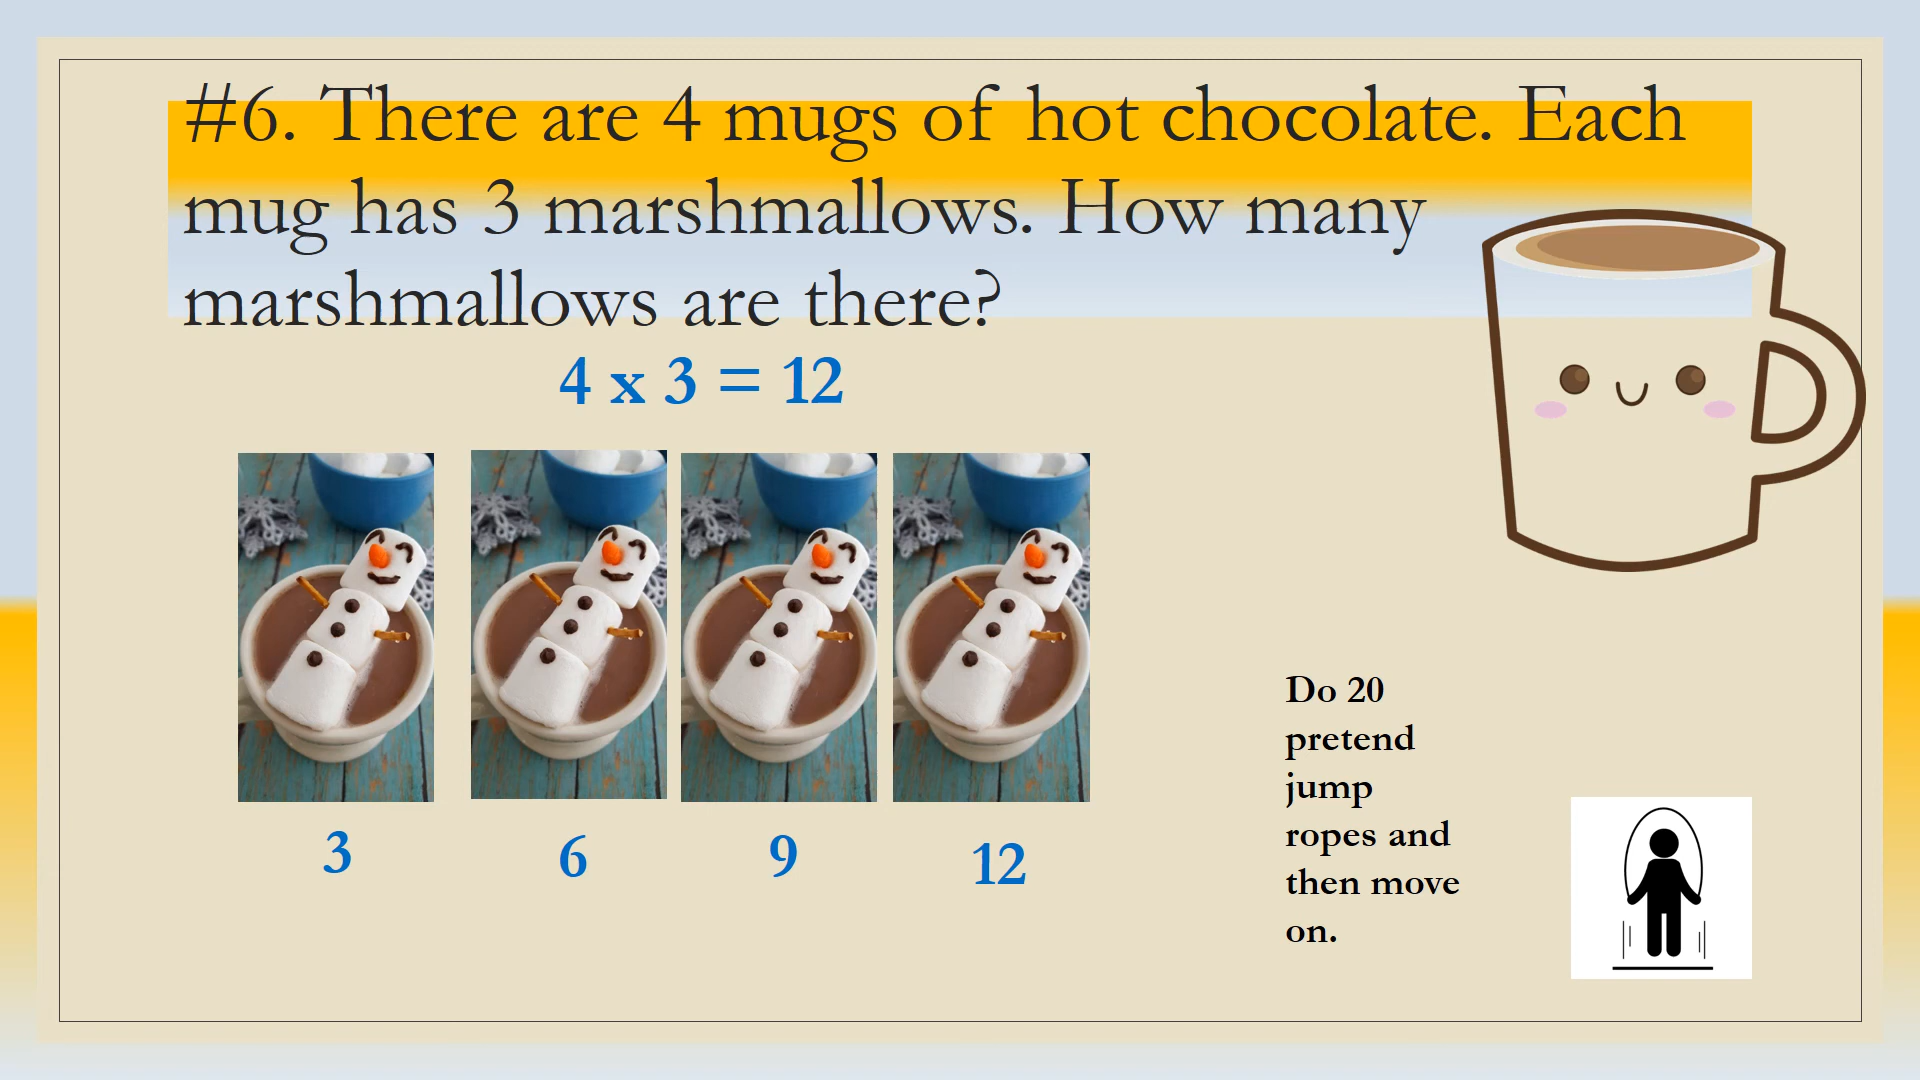 #6. There are 4 mugs of hot chocolate. Each
mug has 3 marshmallows. How many
marshmallows are there?
4 x 3 = 12
3
6
9
12
Do 20
pretend
jump
ropes and
then move
on.